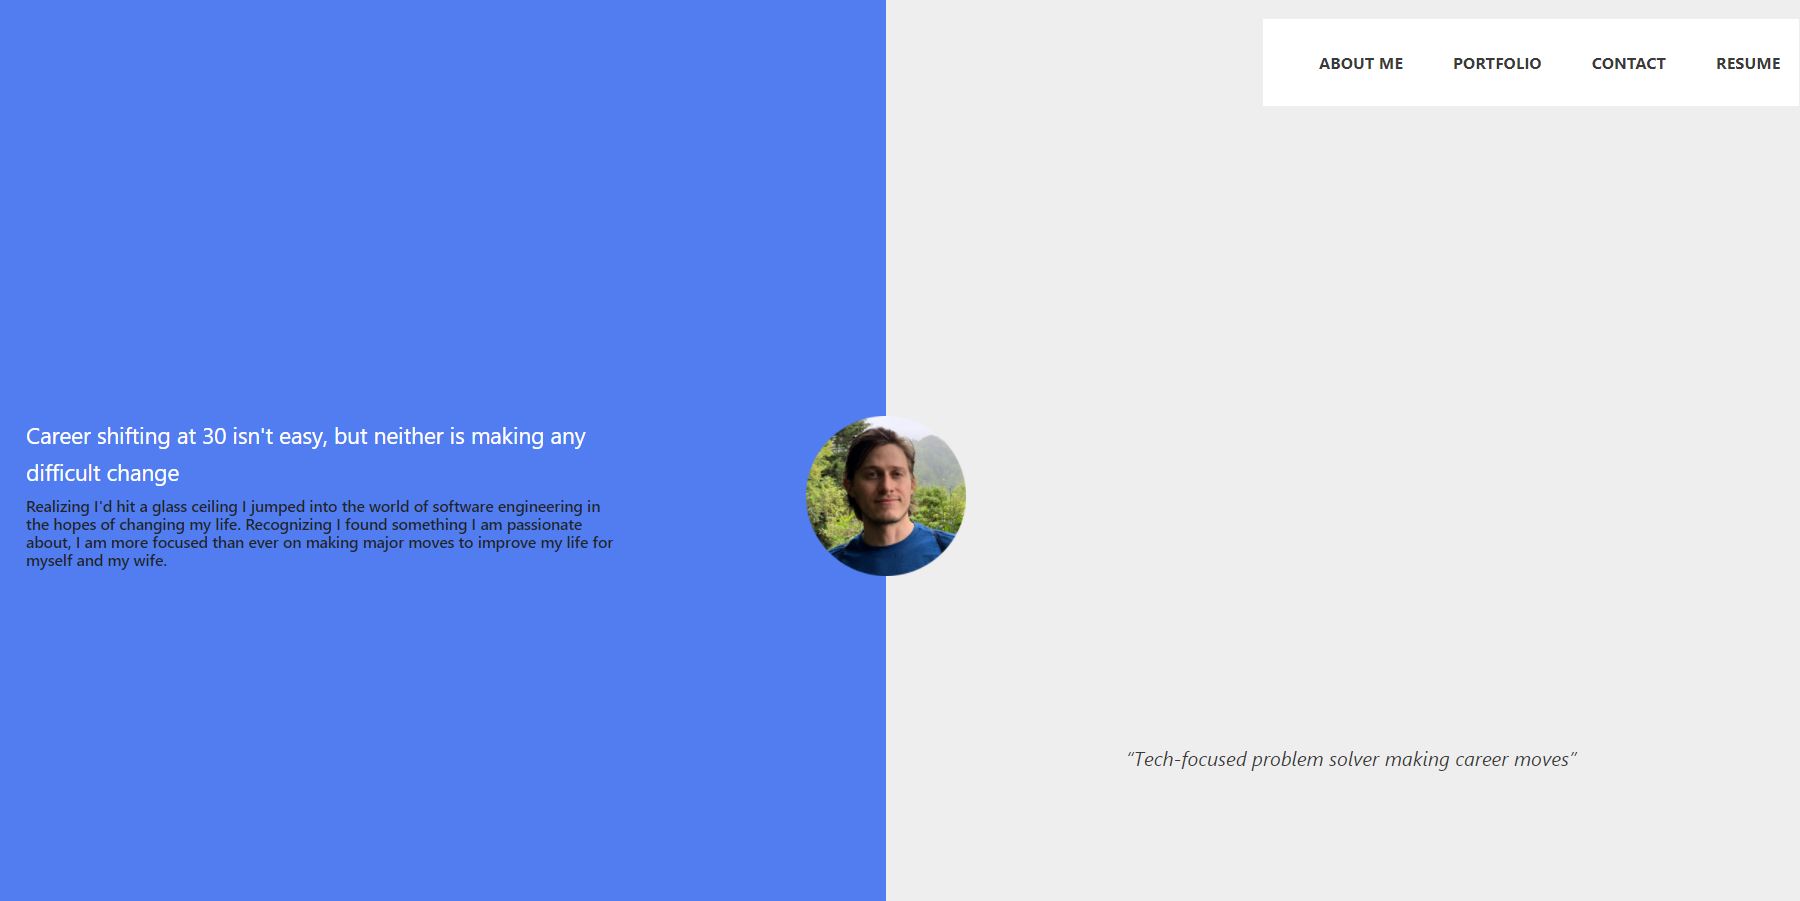 ABOUT ME PORTFOLIO CONTACT RESUME
Career shifting at 30 isn't easy, but neither is making any
difficult change
Realizing I'd hit a glass ceiling I jumped into the world of software engineering in
the hopes of changing my life. Recognizing I found something I am passionate
about, I am more focused than ever on making major moves to improve my life for
myself and my wife.
“Tech-focused problem solver making career moves”